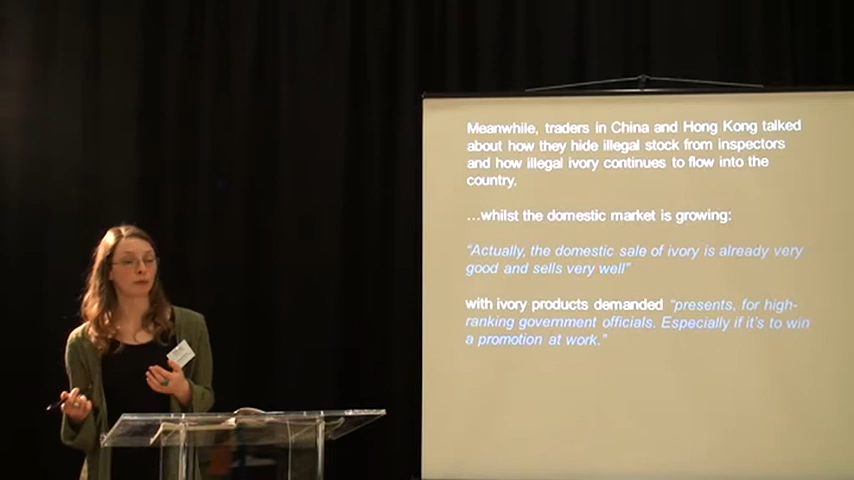 Meanwhile, traders in China and Hong Kong talked
about how they hide illegal stock from inspectors
and how illegal ivory continues to flow into the
country,
…whilst the domestic market is growing:
“Actually, the domestic sale of ivory is already very
good and sells very well”
with ivory products demanded “presents, for high-
ranking government officials. Especially if it's to win
a promotion at work.”